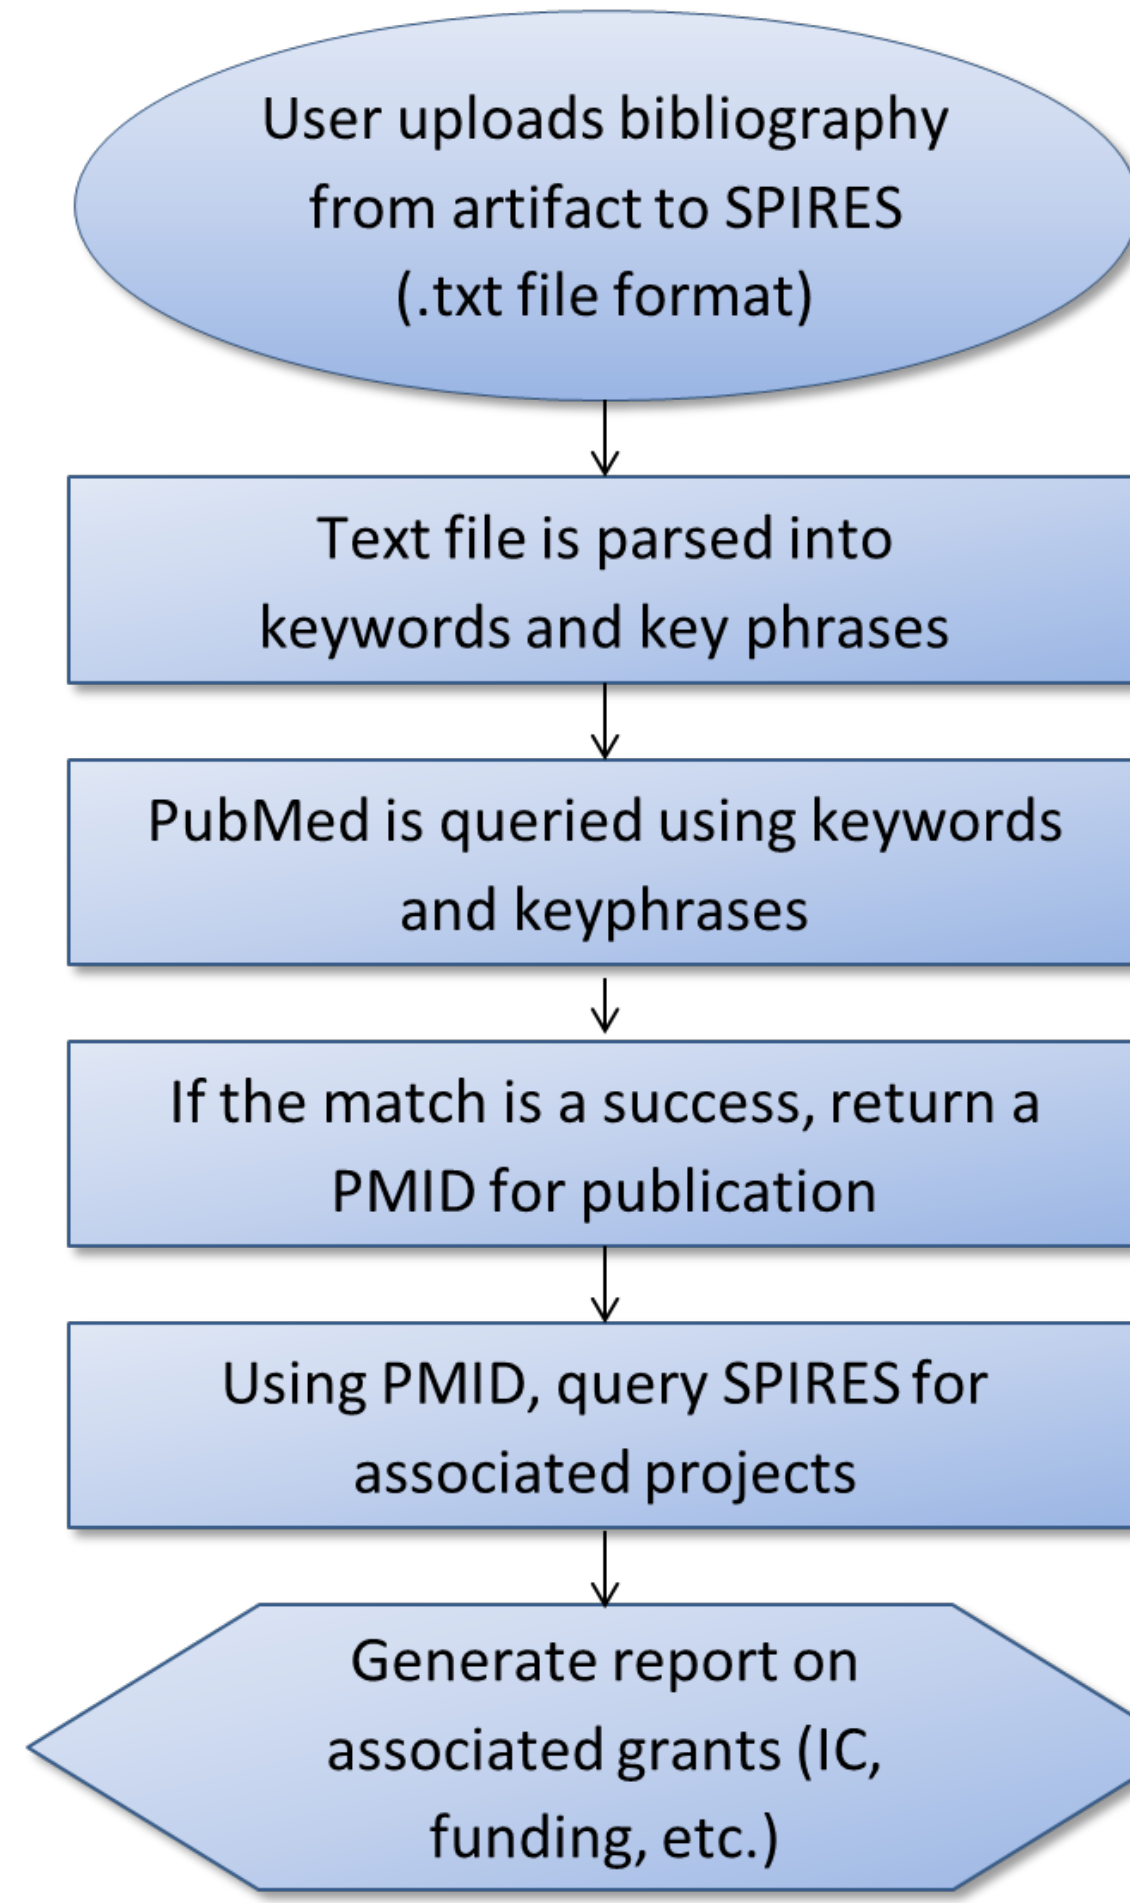 User uploads bibliography
from artifact to SPIRES
(.txt file format)
Text file is parsed into
keywords and key phrases
PubMed is queried using keywords
and keyphrases
If the match is a success, return a
PMID for publication
Using PMID, query SPIRES for
associated projects
Generate report on
associated grants (IC,
funding, etc.)